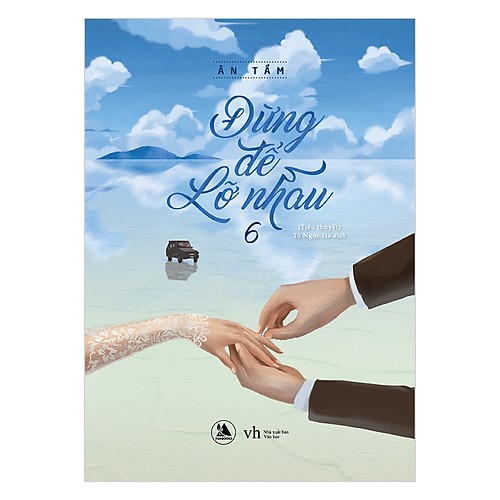 ÂN TẦM
Đừng
để
Lỡ nhau
6
(Tiểu thuyết)
Tô Ngọc Hà dịch
vh
Nhà xuất bản
Văn học